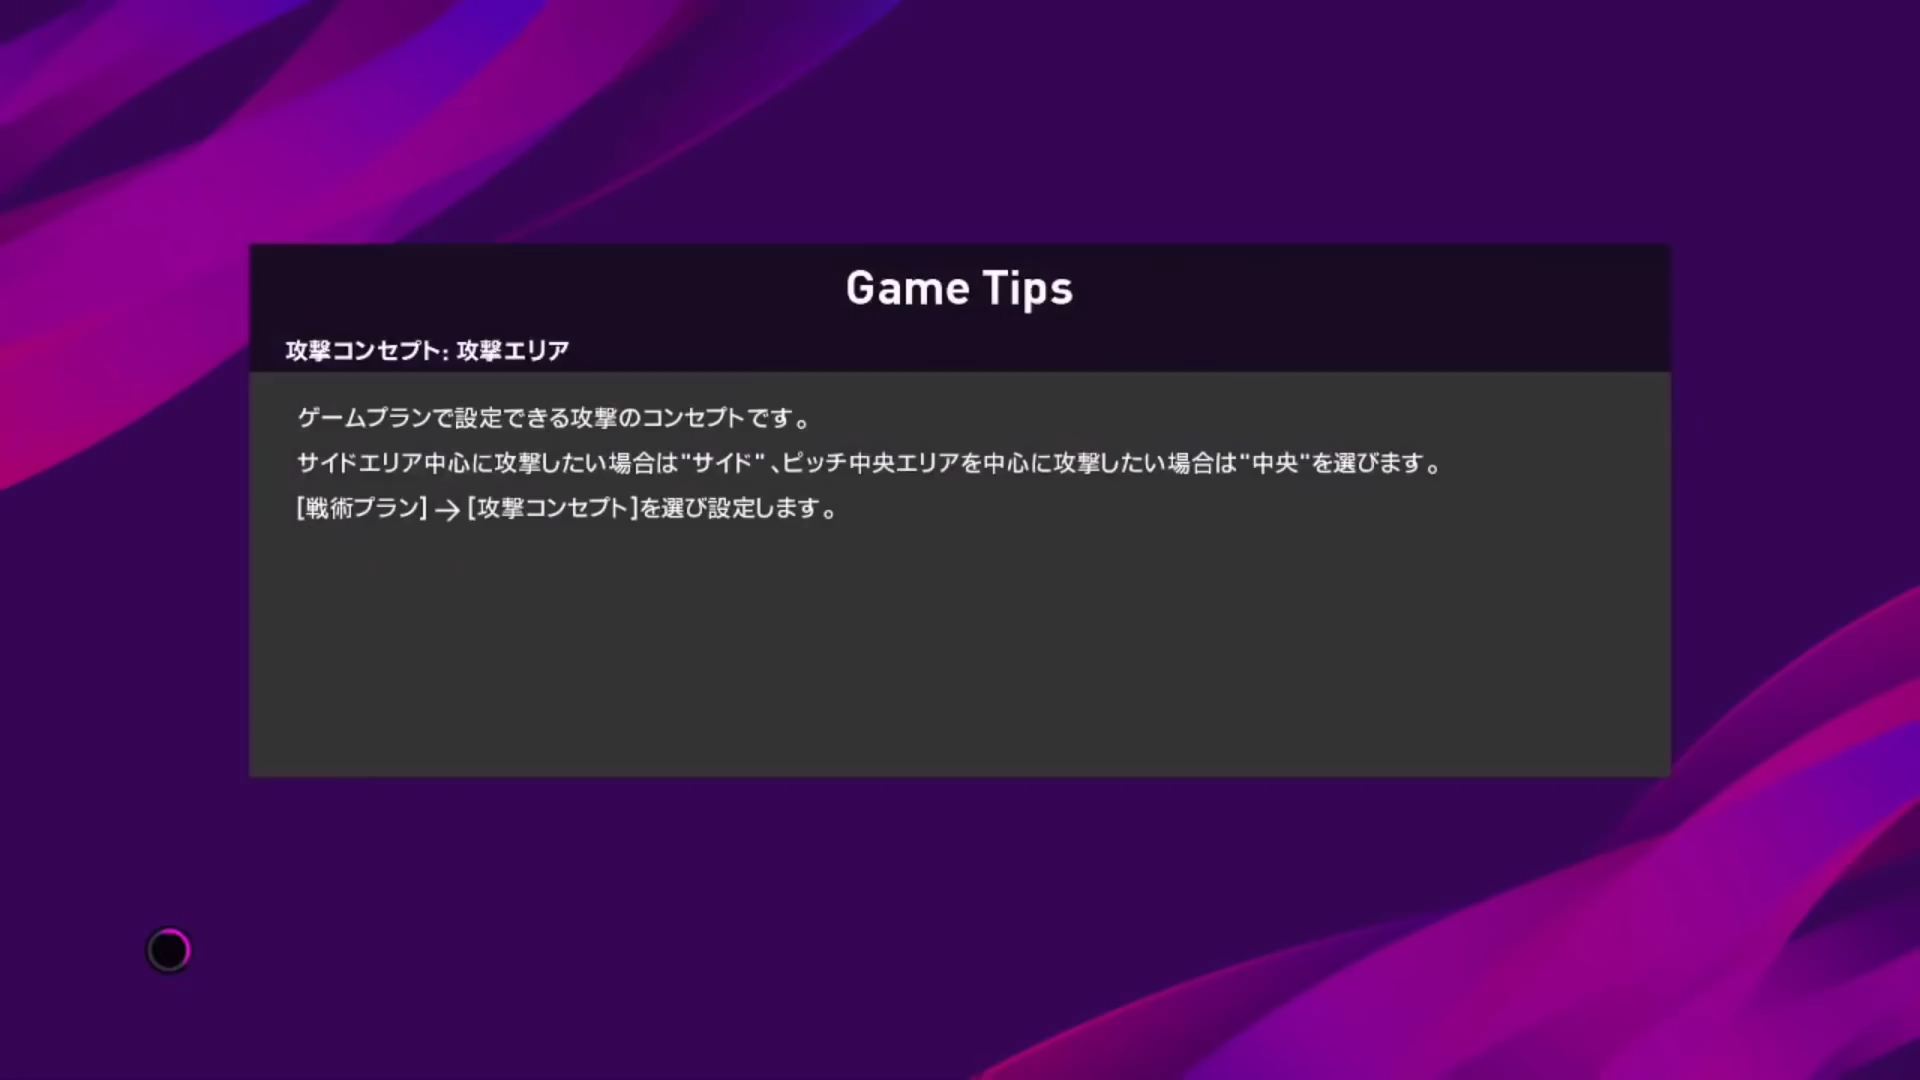 Game Tips
攻撃コンセプト: 攻撃エリア
ゲームプランで設定できる攻撃のコンセプトです。
サイドエリア中心に攻撃したい場合は"サイド"、ピッチ中央エリアを中心に攻撃したい場合は"中央"を選びます。
[戦術プラン]→[攻撃コンセプト]を選び設定します。